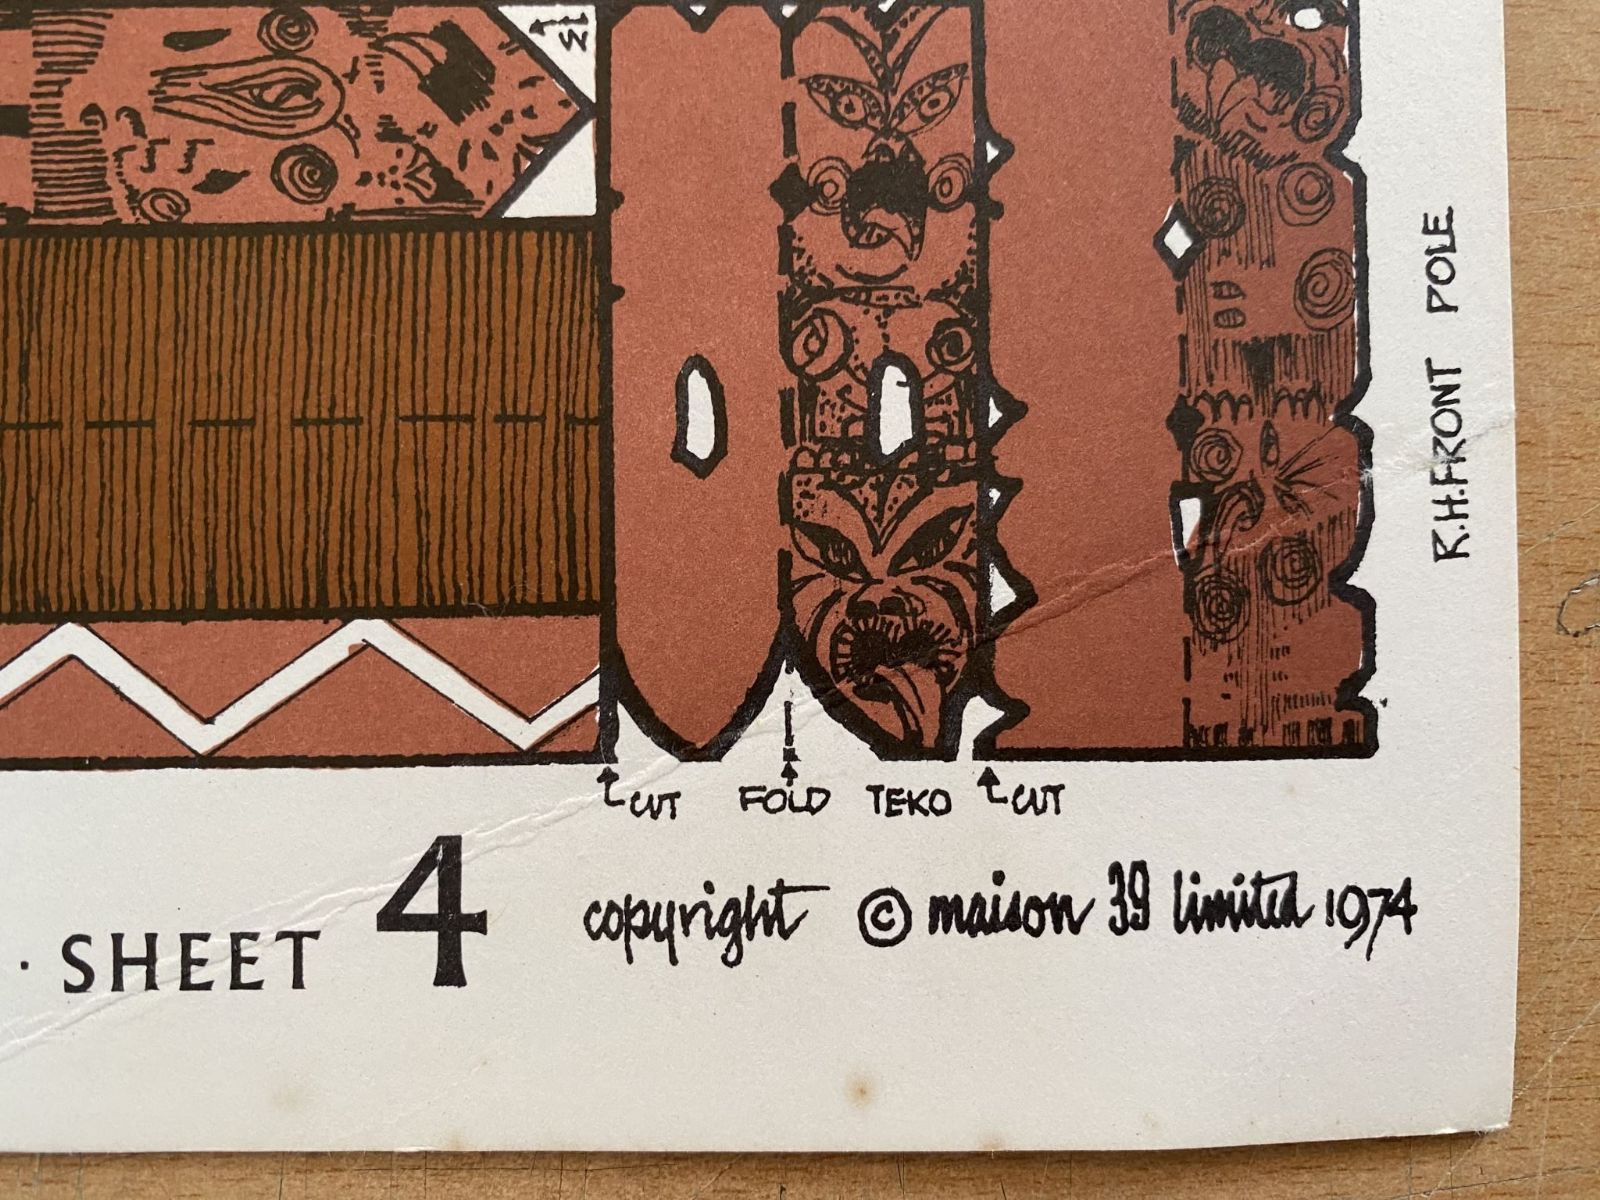 R.H. FRONT POLE
CUT FOLD TEKO CUT
· SHEET 4 copyright © maison 39 limited 1974